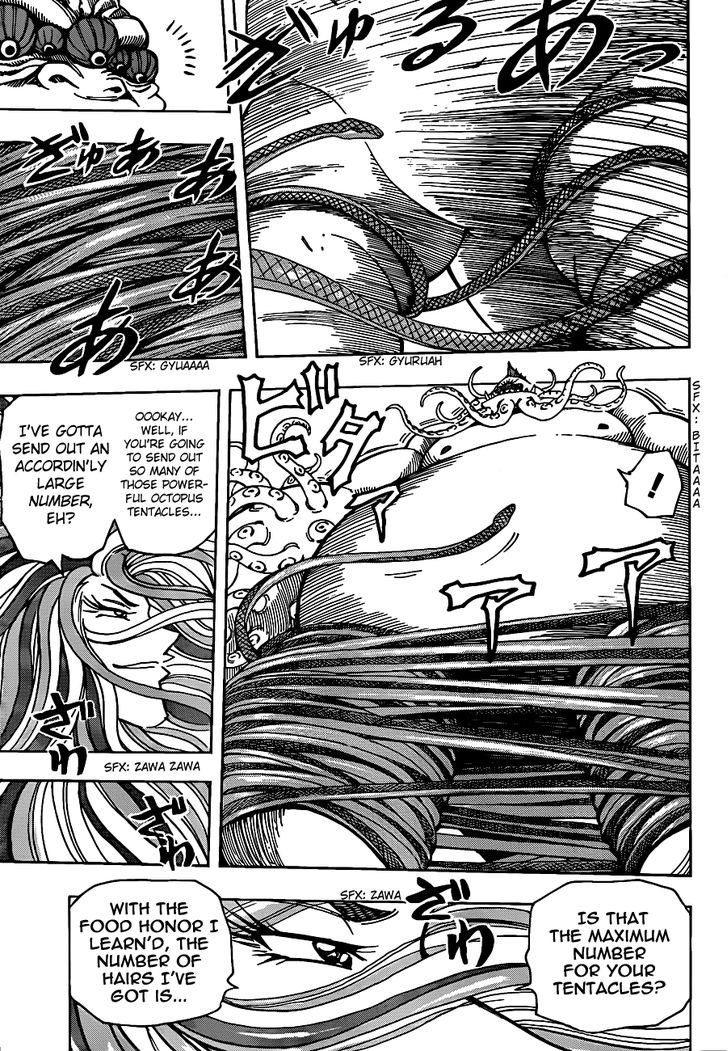 ぎゅるあっ
SFX: GYURUAH
ぎゅああああ
SFX: GYUAAAA
ビタァァァッ
SFX: BITAAAA
!
OOOKAY...
WELL, IF
YOU'RE GOING
TO SEND OUT
SO MANY OF
THOSE POWER-
FUL OCTOPUS
TENTACLES...
I'VE GOTTA
SEND OUT AN
ACCORDIN'LY
LARGE
NUMBER,
EH?
ざわ
SFX: ZAWA ZAWA
ざわ
SFX: ZAWA
ざわ
IS THAT
THE MAXIMUM
NUMBER
FOR YOUR
TENTACLES?
WITH THE
FOOD HONOR I
LEARN'D, THE
NUMBER OF
HAIRS I'VE
GOT IS...